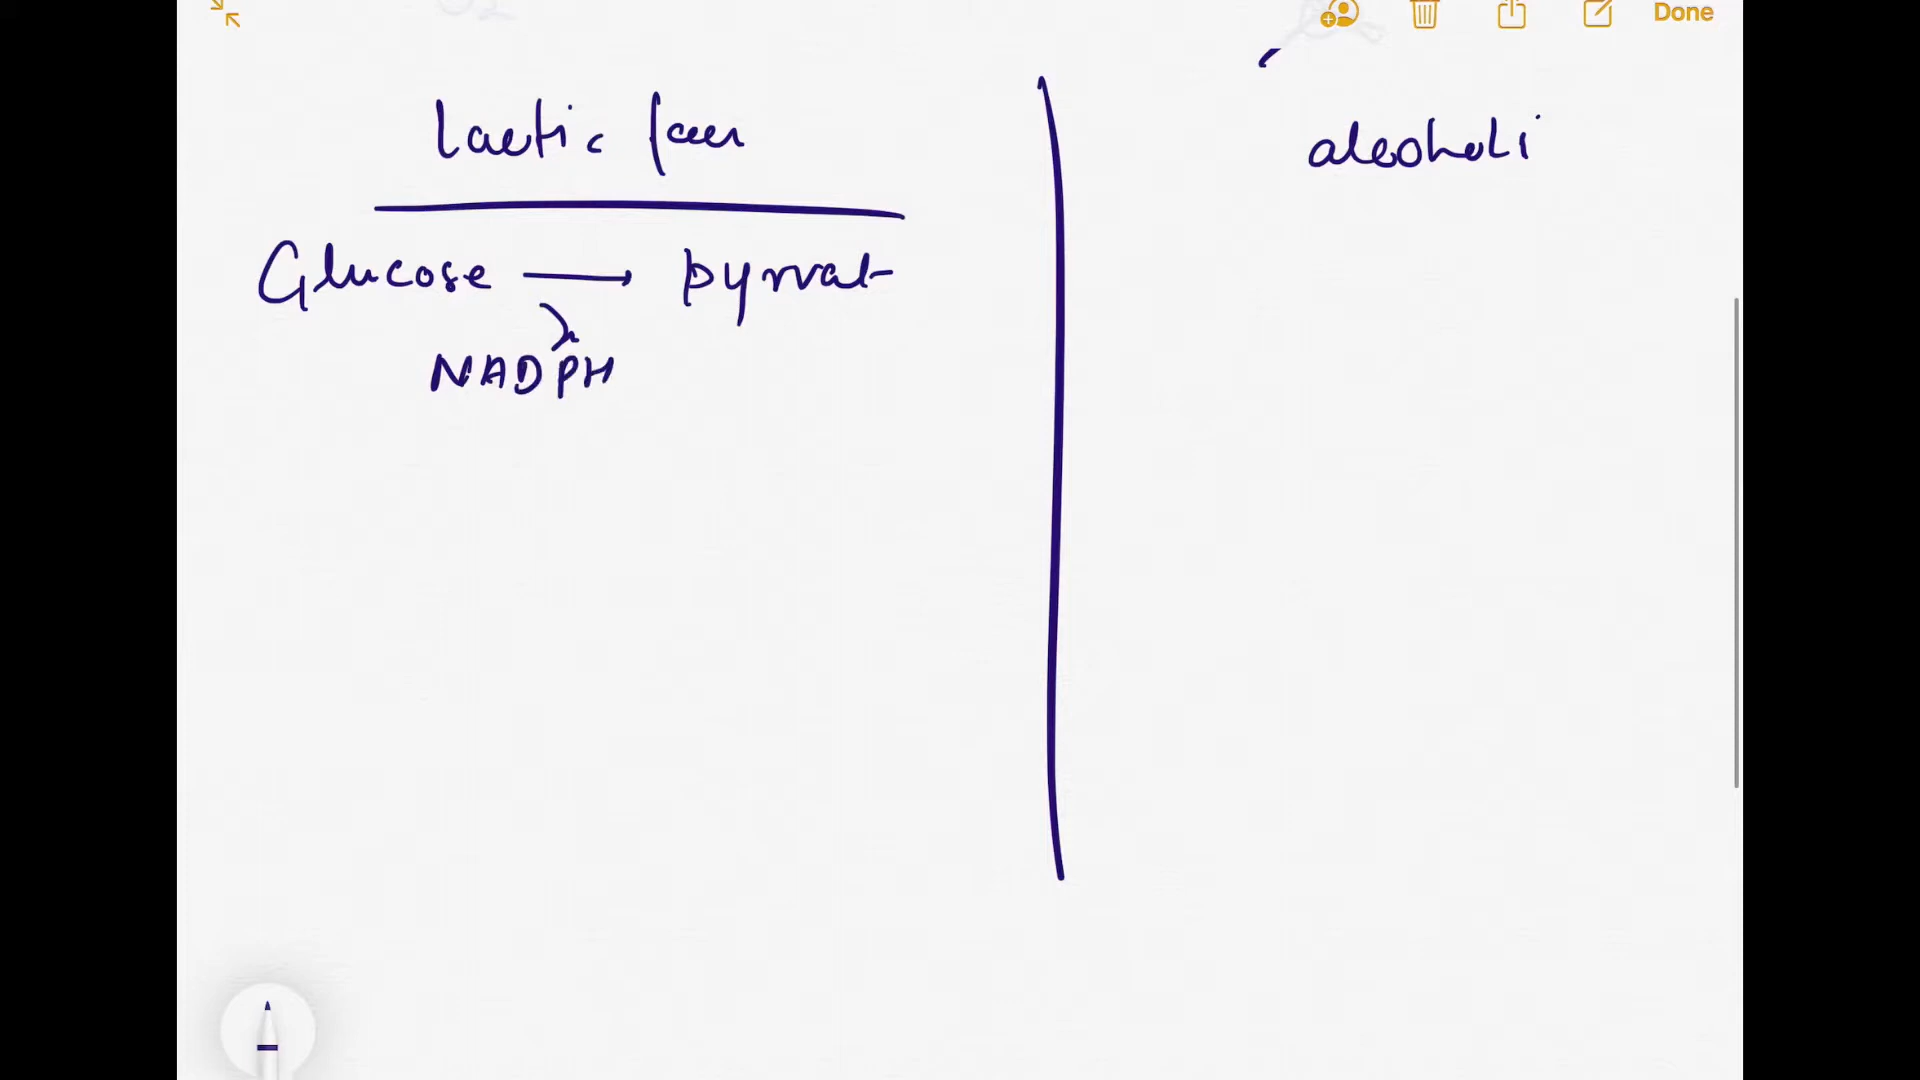 Done
lactic fer
alcoholi
Glucose → pyruvat
NADPH